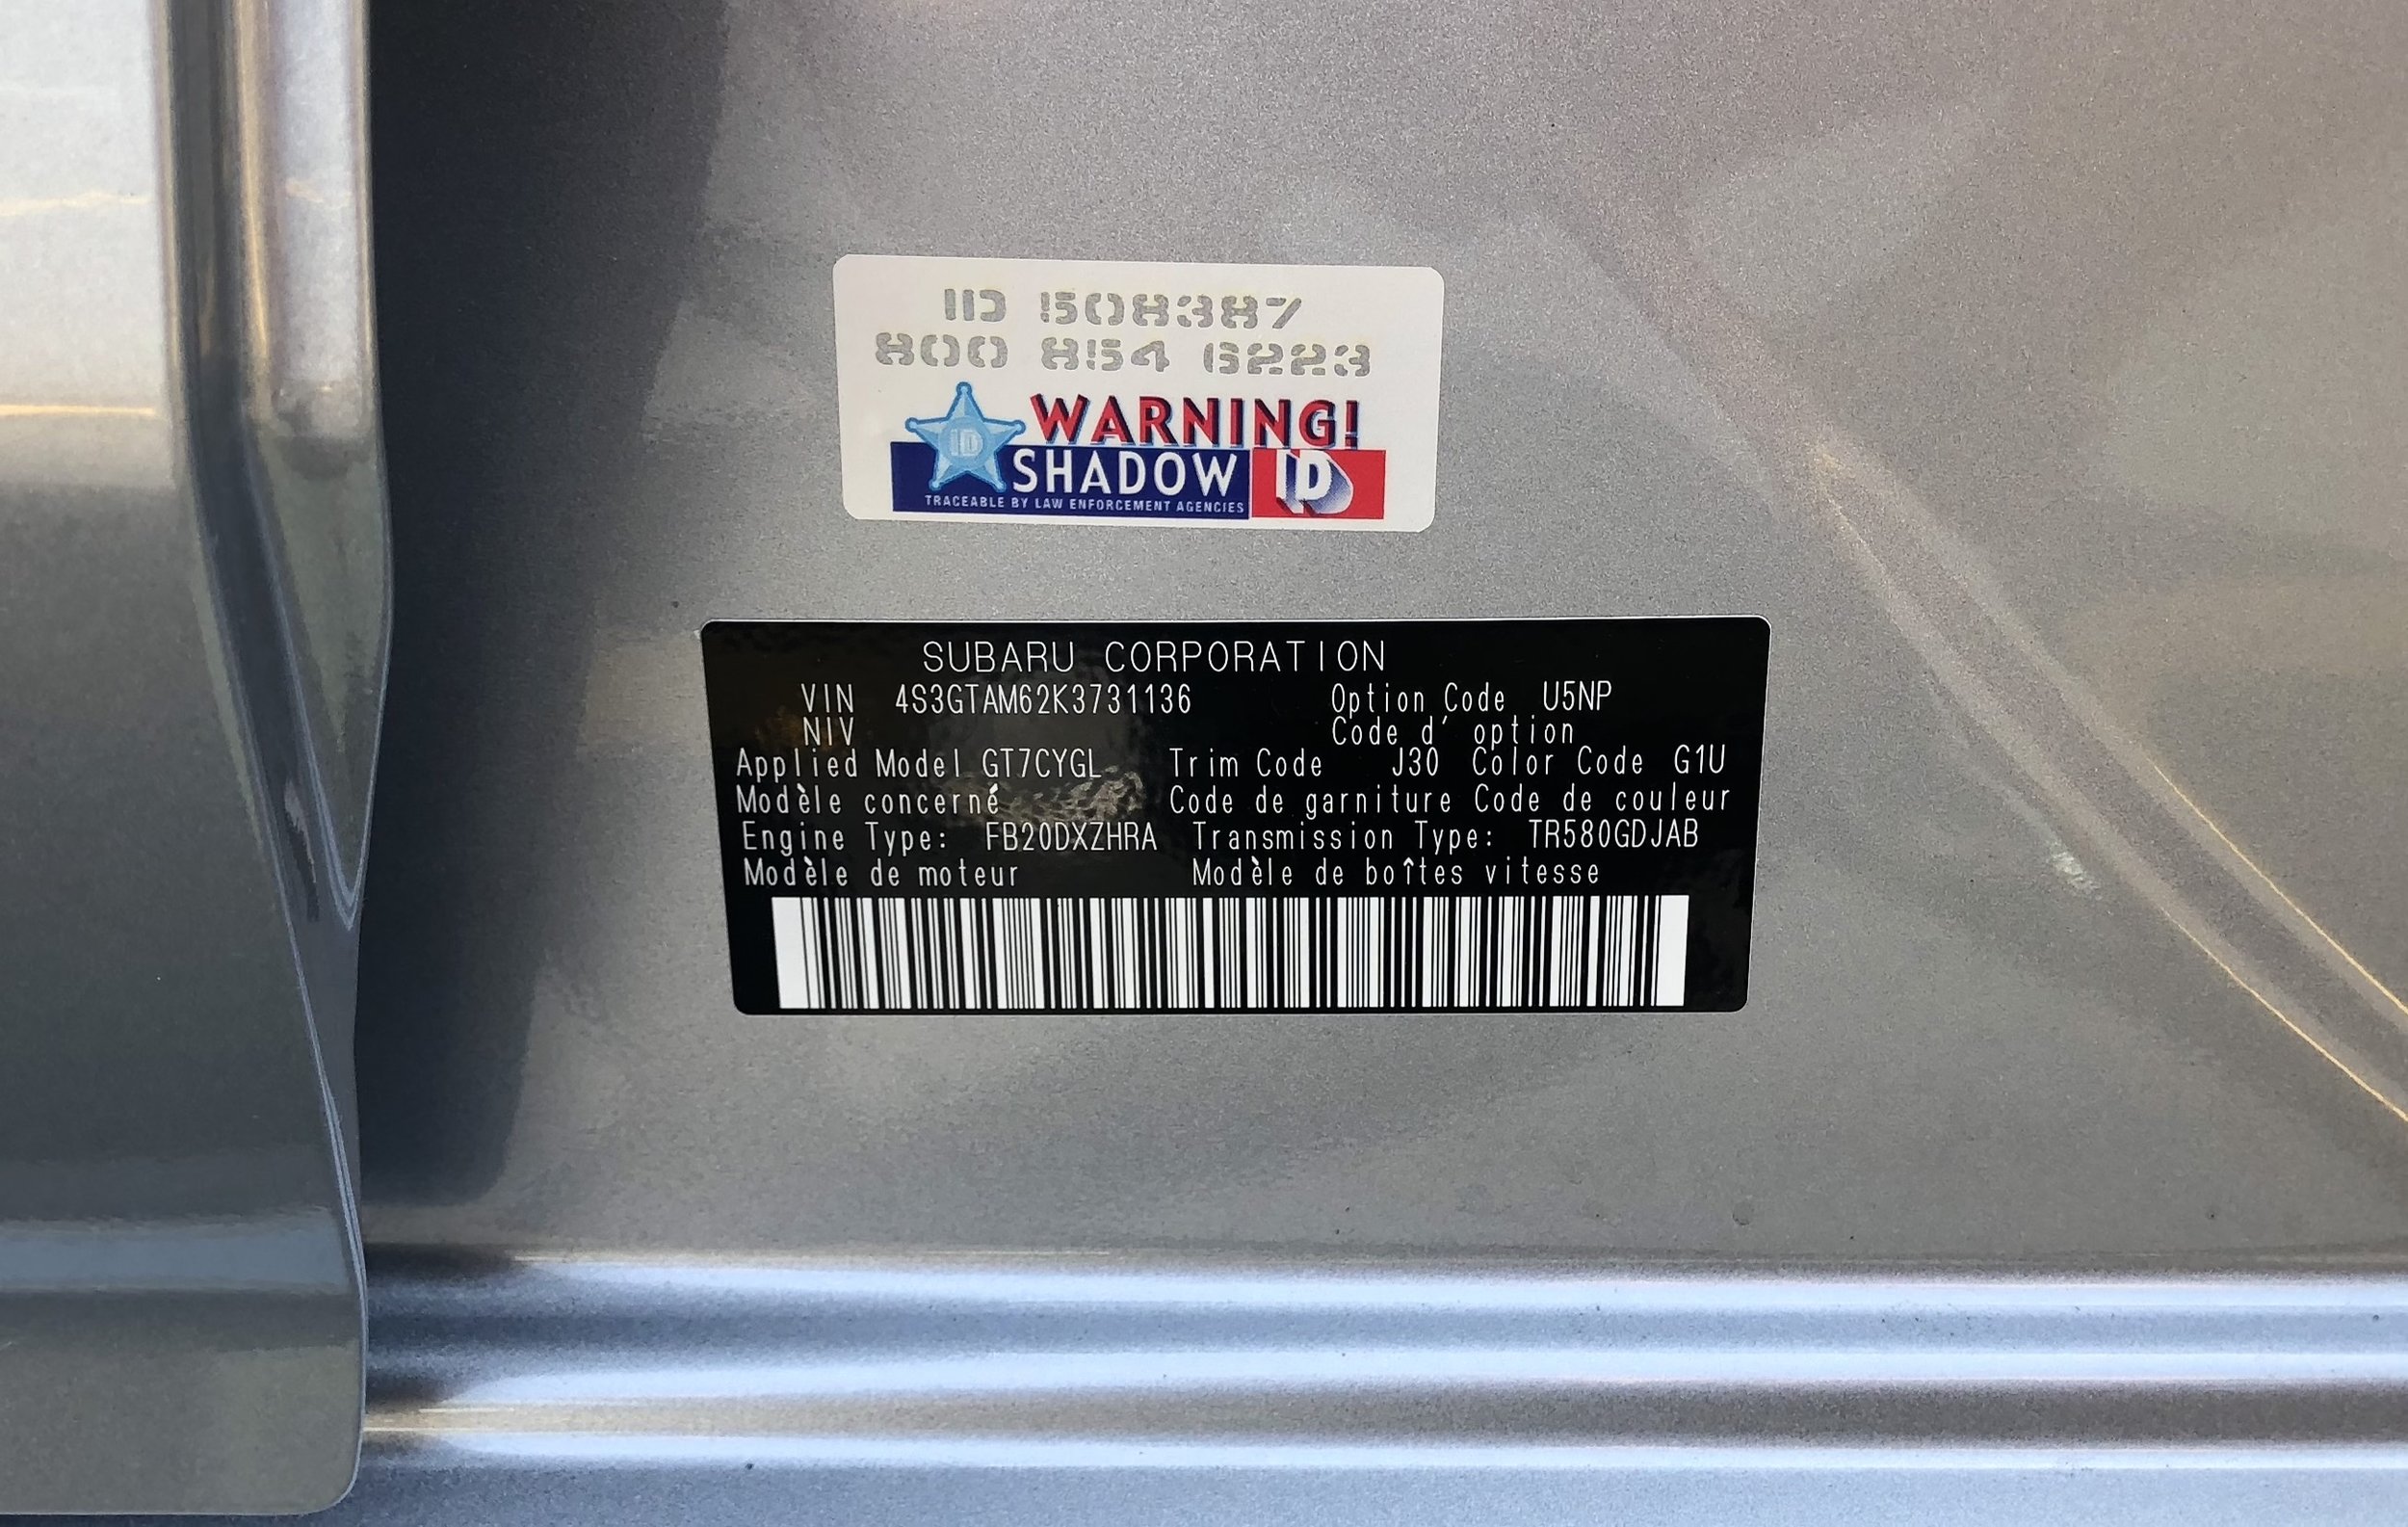 ID 508387
800 854 6223
ID
WARNING!
SHADOW ID
TRACEABLE BY LAW ENFORCEMENT AGENCIES
SUBARU CORPORATION
VIN 4S3GTAM62K3731136 Option Code U5NP
NIV Code d' option
Applied Model GT7CYGL Trim Code J30 Color Code G1U
Modèle concerné Code de garniture Code de couleur
Engine Type: FB20DXZHRA Transmission Type: TR580GDJAB
Modèle de moteur Modèle de boîtes vitesse